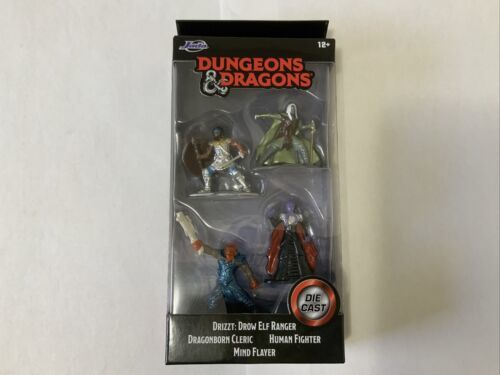 Jada
12+
DUNGEONS
& DRAGONS
DIE
CAST
DRIZZT: DROW ELF RANGER
DRAGONBORN CLERIC HUMAN FIGHTER
MIND FLAYER